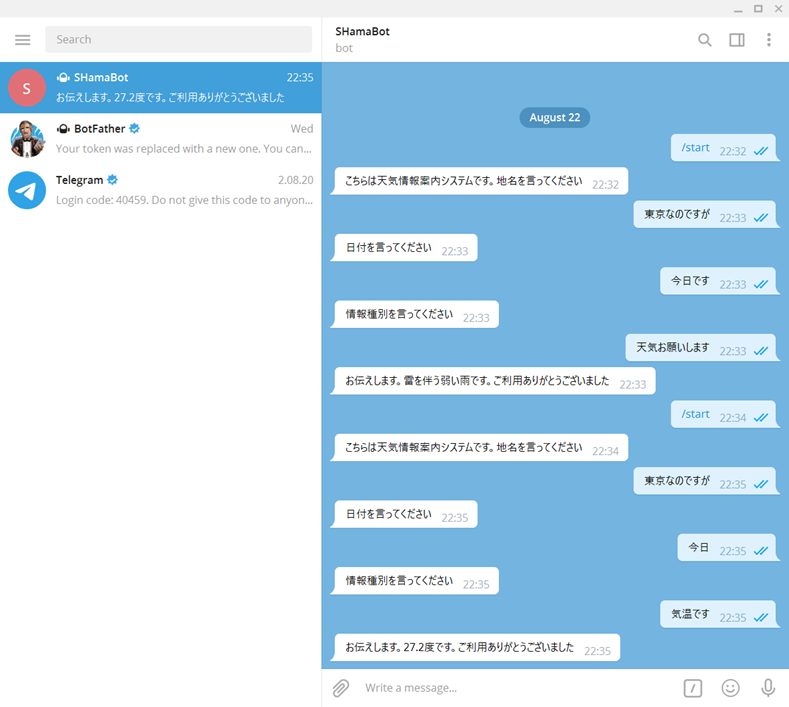 Search
S
SHamaBot
22:35
お伝えします。27.2度です。ご利用ありがとうございました
BotFather
Wed
Your token was replaced with a new one. You can...
Telegram
2.08.20
Login code: 40459. Do not give this code to anyon...
SHamaBot
bot
August 22
/start 22:32
こちらは天気情報案内システムです。地名を言ってください 22:32
東京なのですが 22:33
日付を言ってください 22:33
今日です 22:33
情報種別を言ってください 22:33
天気お願いします 22:33
お伝えします。雷を伴う弱い雨です。ご利用ありがとうございました 22:33
/start 22:34
こちらは天気情報案内システムです。地名を言ってください 22:34
東京なのですが 22:35
日付を言ってください 22:35
今日 22:35
情報種別を言ってください 22:35
気温です 22:35
お伝えします。27.2度です。ご利用ありがとうございました 22:35
Write a message...